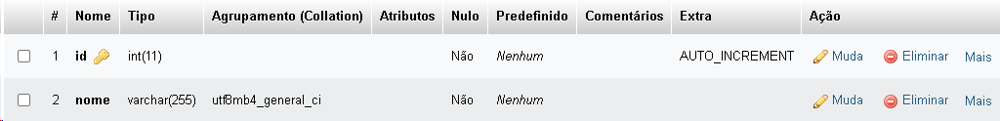 # Nome Tipo Agrupamento (Collation) Atributos Nulo Predefinido Comentários Extra Ação
1 id int(11) Não Nenhum AUTO_INCREMENT Muda Eliminar Mais
2 nome varchar(255) utf8mb4_general_ci Não Nenhum Muda Eliminar Mais